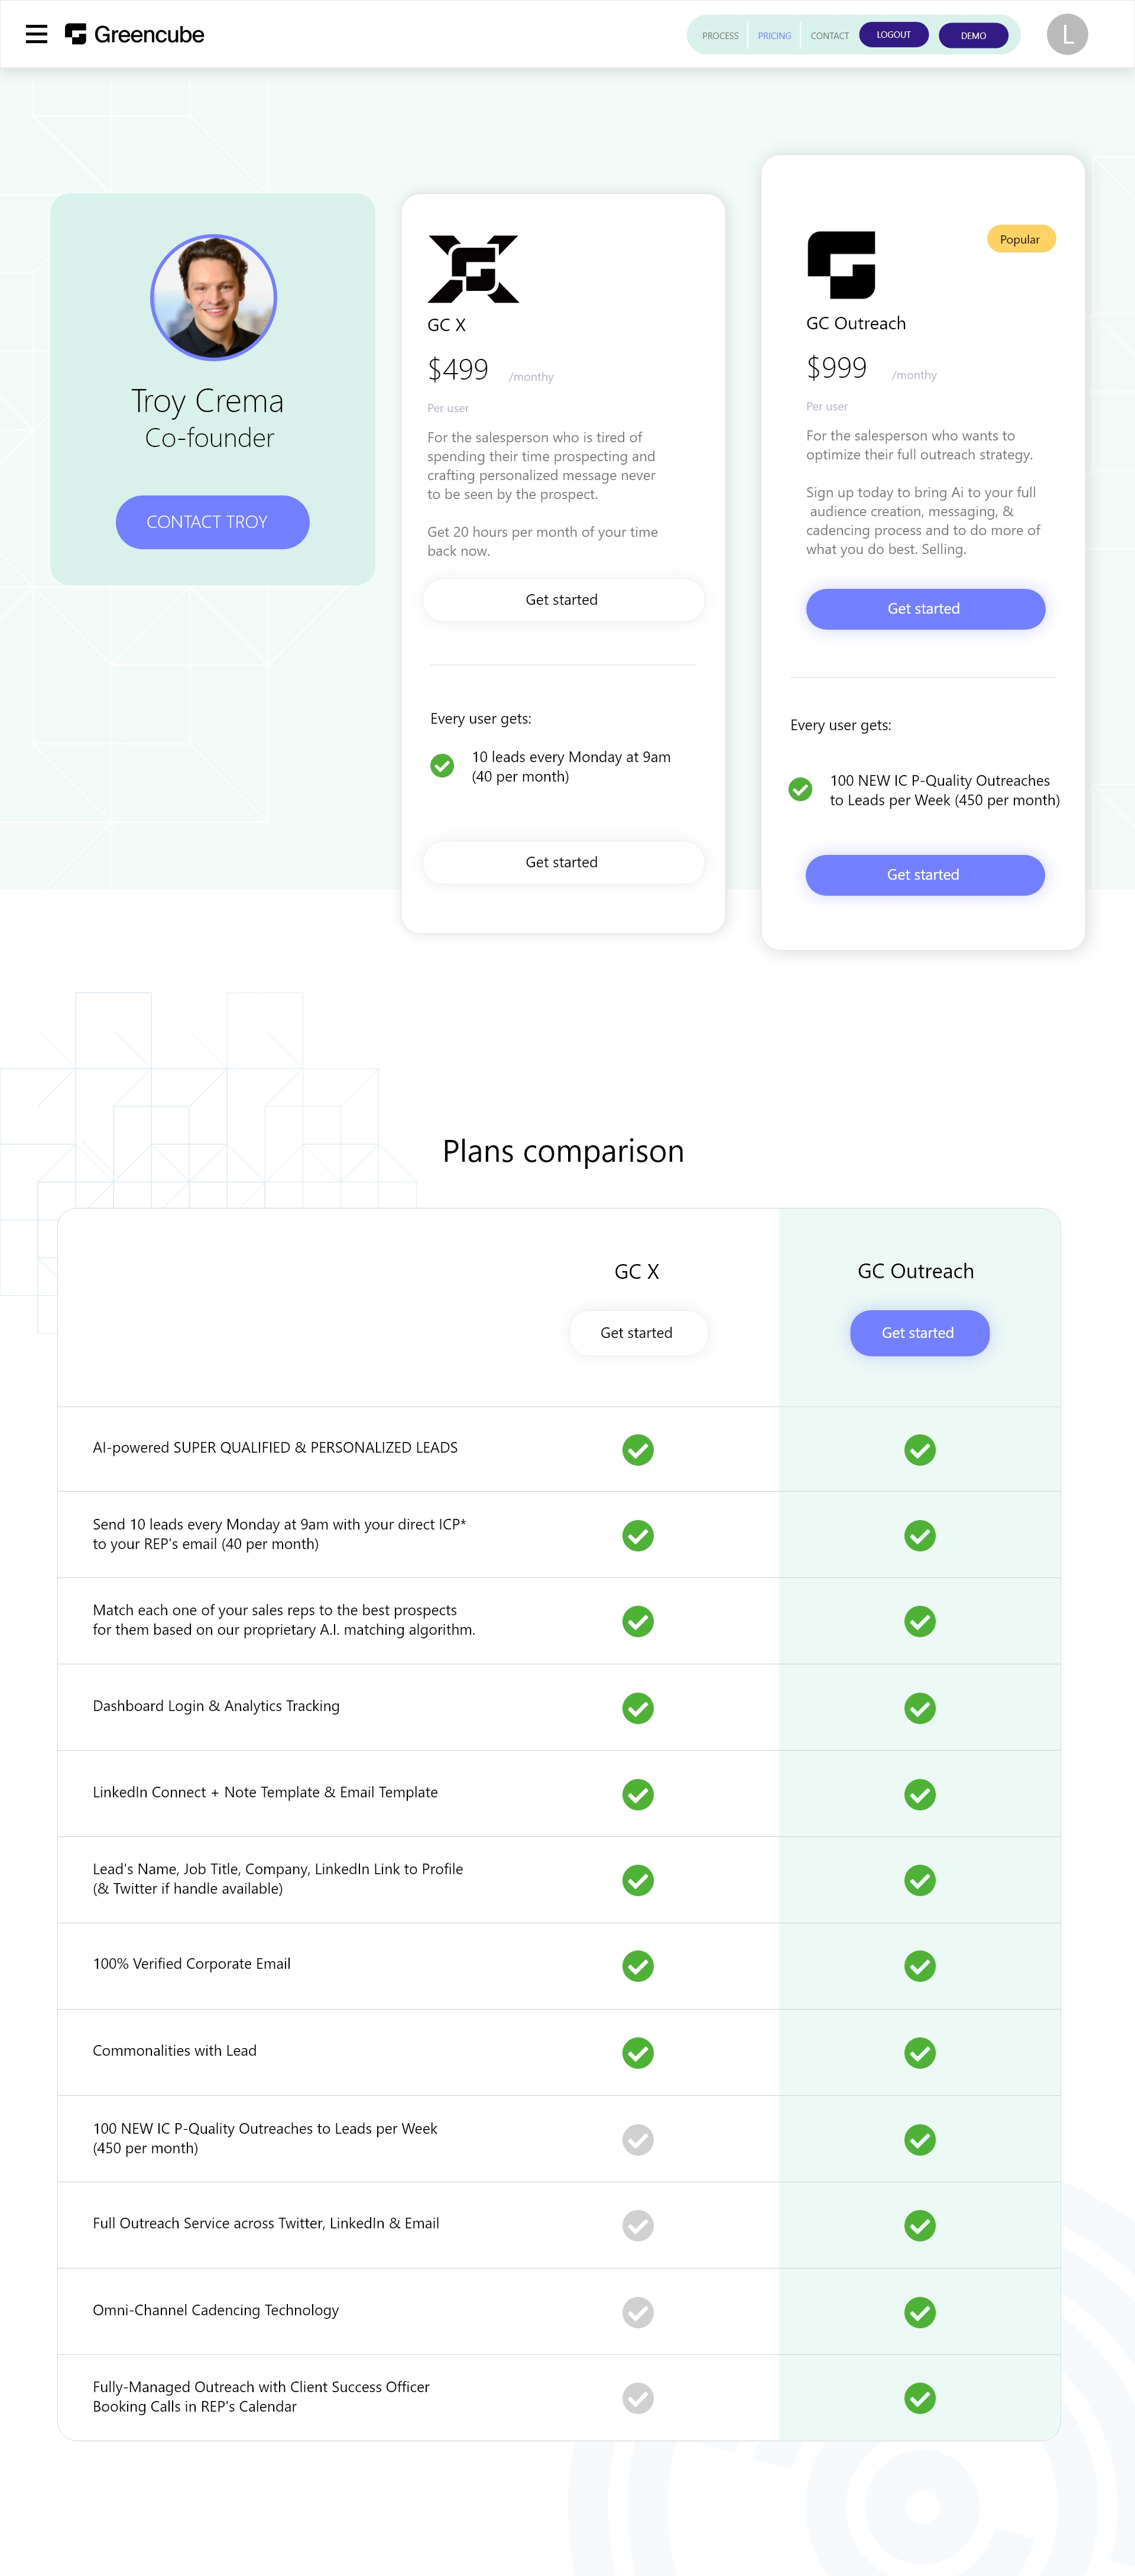 Greencube
PROCESS
PRICING
CONTACT
LOGOUT
DEMO
L
Troy Crema
Co-founder
CONTACT TROY
GC X
$499 /monthy
Per user
For the salesperson who is tired of
spending their time prospecting and
crafting personalized message never
to be seen by the prospect.
Get 20 hours per month of your time
back now.
Get started
Every user gets:
10 leads every Monday at 9am
(40 per month)
Get started
Popular
GC Outreach
$999 /monthy
Per user
For the salesperson who wants to
optimize their full outreach strategy.
Sign up today to bring Ai to your full
audience creation, messaging, &
cadencing process and to do more of
what you do best. Selling.
Get started
Every user gets:
100 NEW IC P-Quality Outreaches
to Leads per Week (450 per month)
Get started
Plans comparison
GC X
GC Outreach
Get started
Get started
AI-powered SUPER QUALIFIED & PERSONALIZED LEADS
Send 10 leads every Monday at 9am with your direct ICP*
to your REP's email (40 per month)
Match each one of your sales reps to the best prospects
for them based on our proprietary A.I. matching algorithm.
Dashboard Login & Analytics Tracking
LinkedIn Connect + Note Template & Email Template
Lead's Name, Job Title, Company, LinkedIn Link to Profile
(& Twitter if handle available)
100% Verified Corporate Email
Commonalities with Lead
100 NEW IC P-Quality Outreaches to Leads per Week
(450 per month)
Full Outreach Service across Twitter, LinkedIn & Email
Omni-Channel Cadencing Technology
Fully-Managed Outreach with Client Success Officer
Booking Calls in REP's Calendar